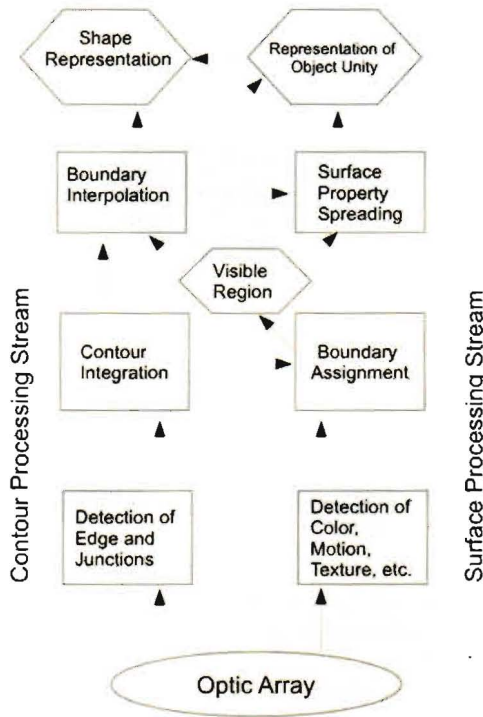 Shape
Representation
Representation of
Object Unity
Boundary
Interpolation
Surface
Property
Spreading
Visible
Region
Contour
Integration
Boundary
Assignment
Detection of
Edge and
Junctions
Detection of
Color,
Motion,
Texture, etc.
Optic Array
Contour Processing Stream
Surface Processing Stream